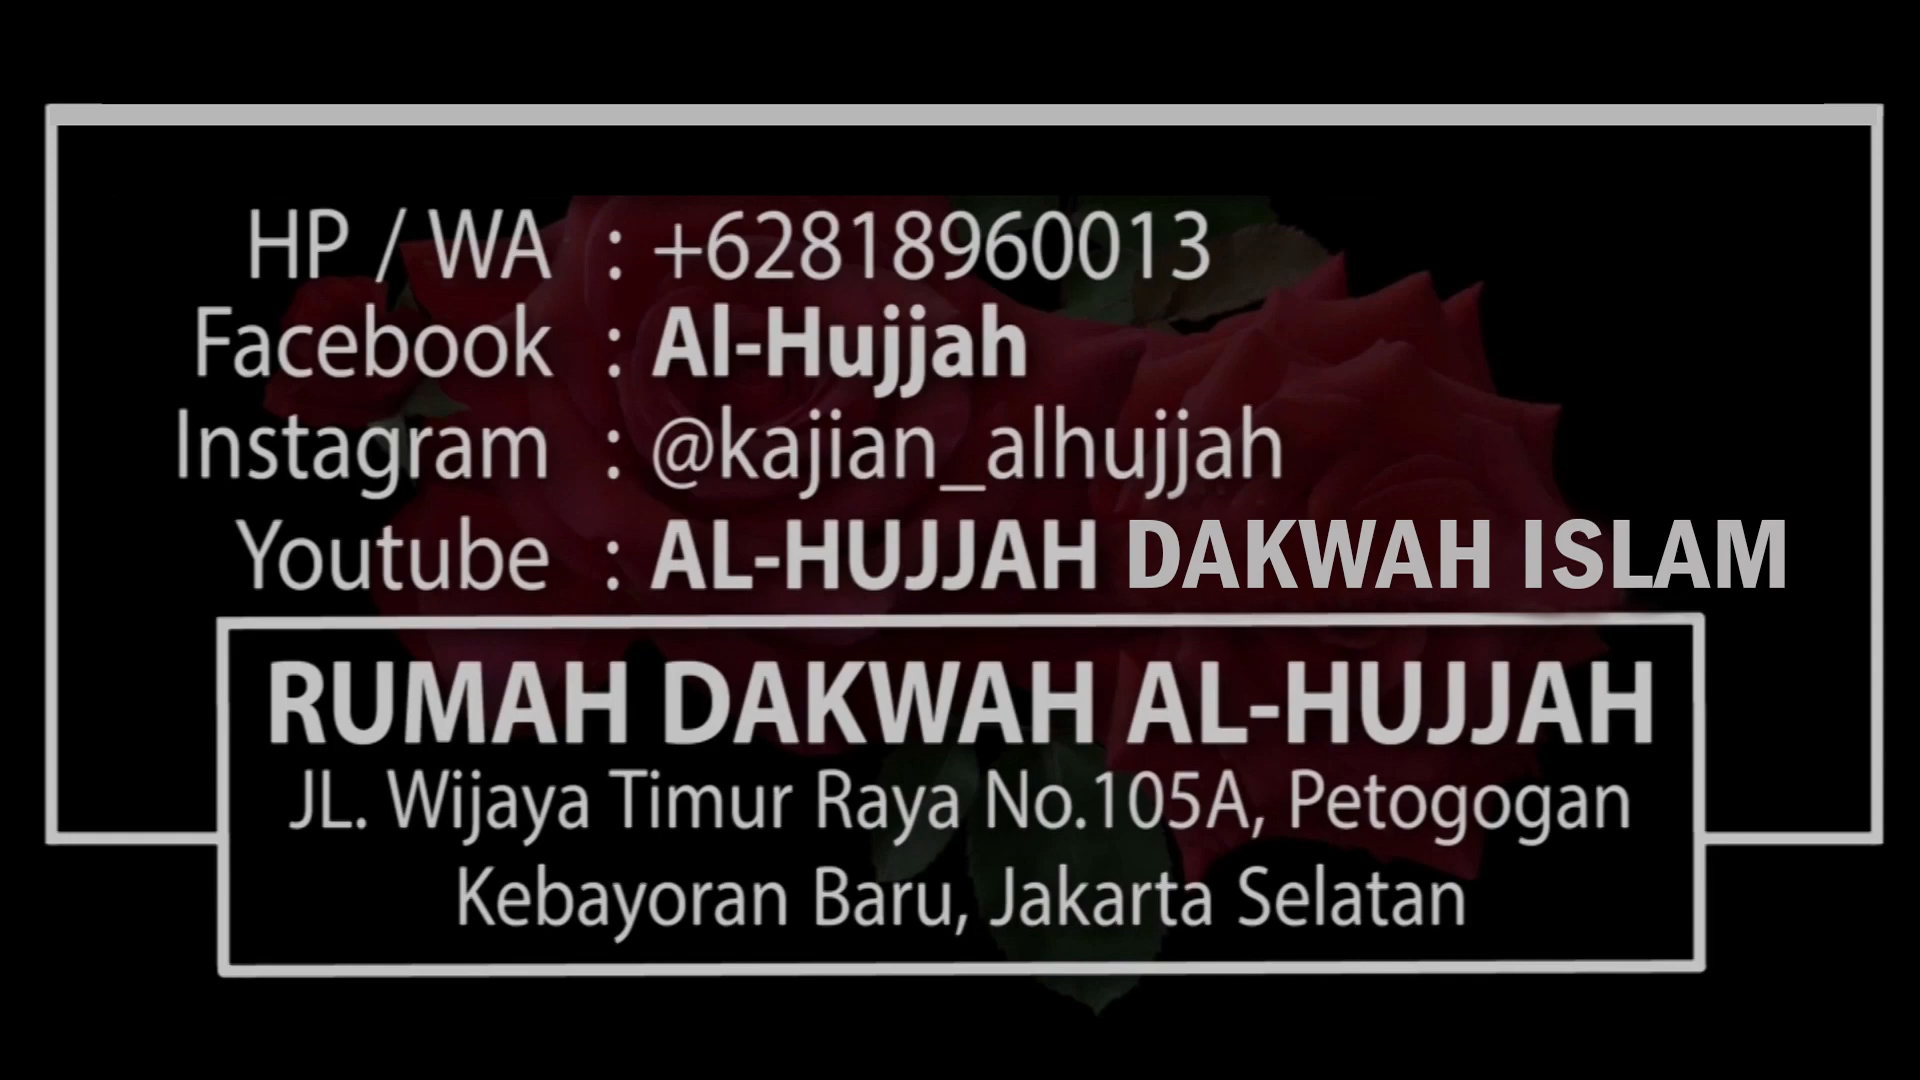 HP / WA : +62818960013
Facebook : Al-Hujjah
Instagram : @kajian_alhujjah
Youtube : AL-HUJJAH DAKWAH ISLAM
RUMAH DAKWAH AL-HUJJAH
JL. Wijaya Timur Raya No.105A, Petogogan
Kebayoran Baru, Jakarta Selatan